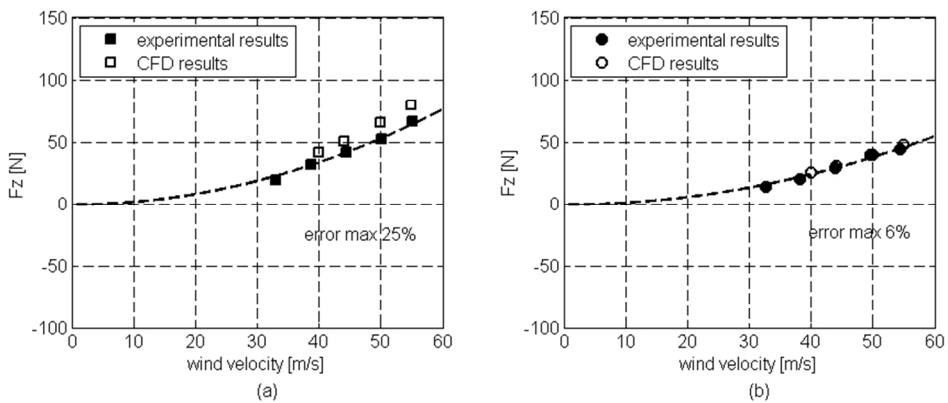 150
100
50
0
-50
-100
Fz [N]
experimental results
CFD results
error max 25%
0 10 20 30 40 50 60
wind velocity [m/s]
(a)
150
100
50
0
-50
-100
Fz [N]
experimental results
CFD results
error max 6%
0 10 20 30 40 50 60
wind velocity [m/s]
(b)